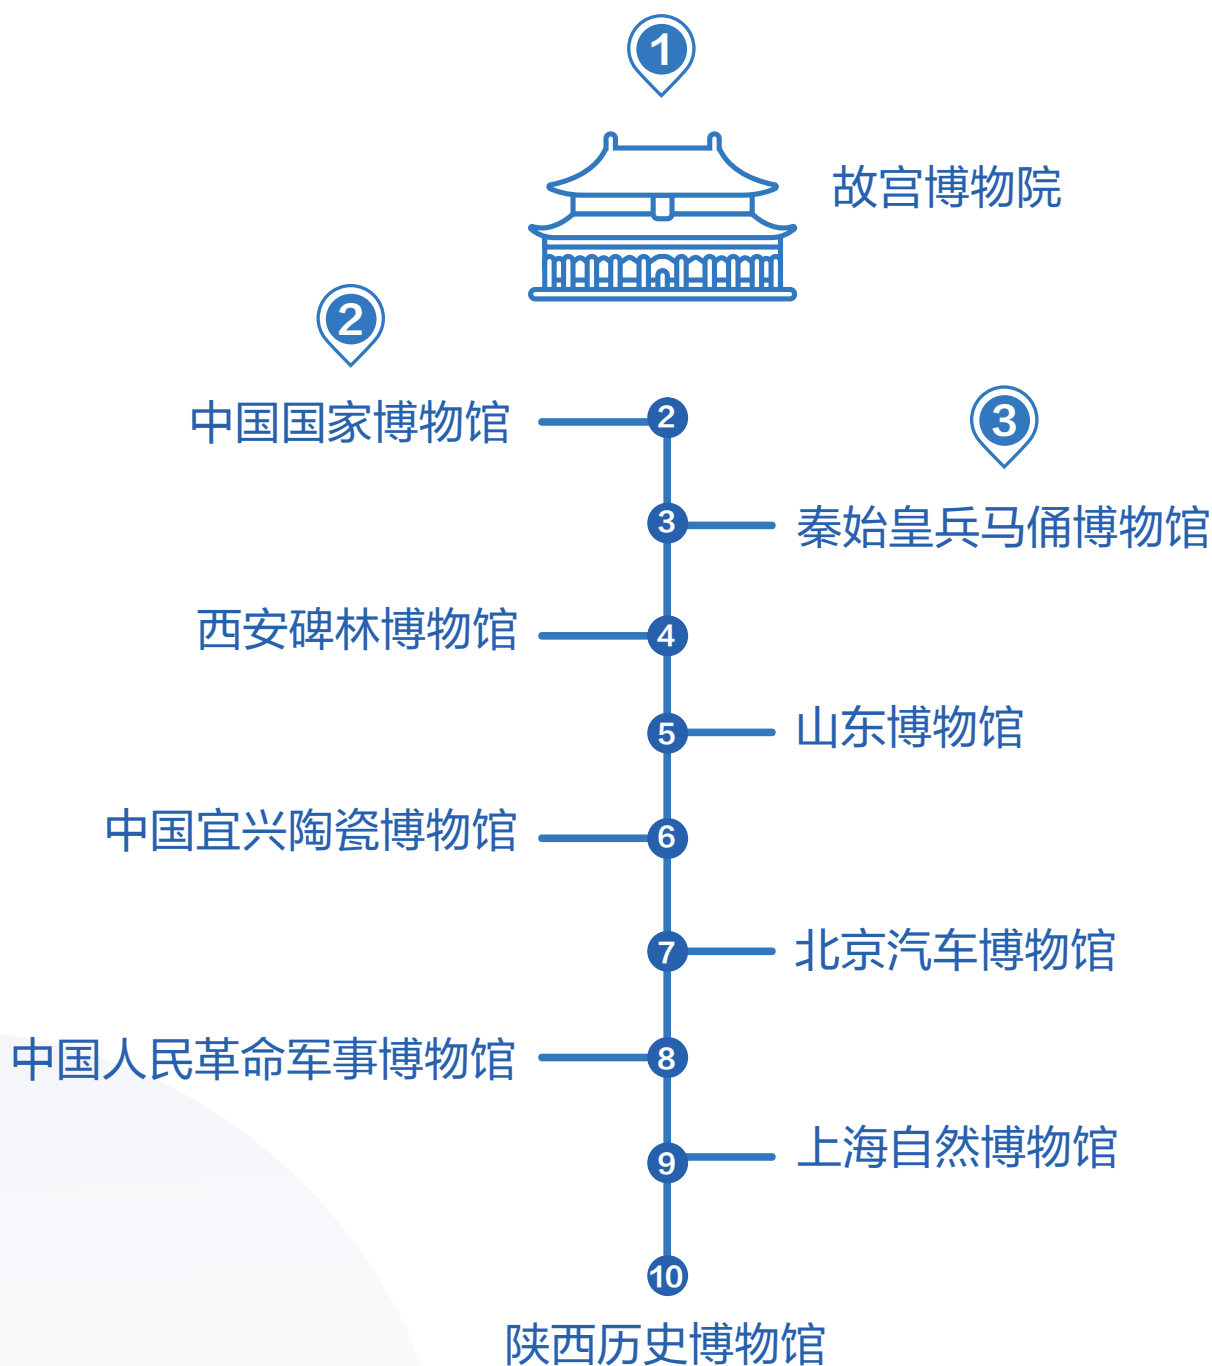 1
故宫博物院
2
中国国家博物馆
2
3
3
秦始皇兵马俑博物馆
西安碑林博物馆
4
5
山东博物馆
中国宜兴陶瓷博物馆
6
7
北京汽车博物馆
中国人民革命军事博物馆
8
9
上海自然博物馆
10
陕西历史博物馆